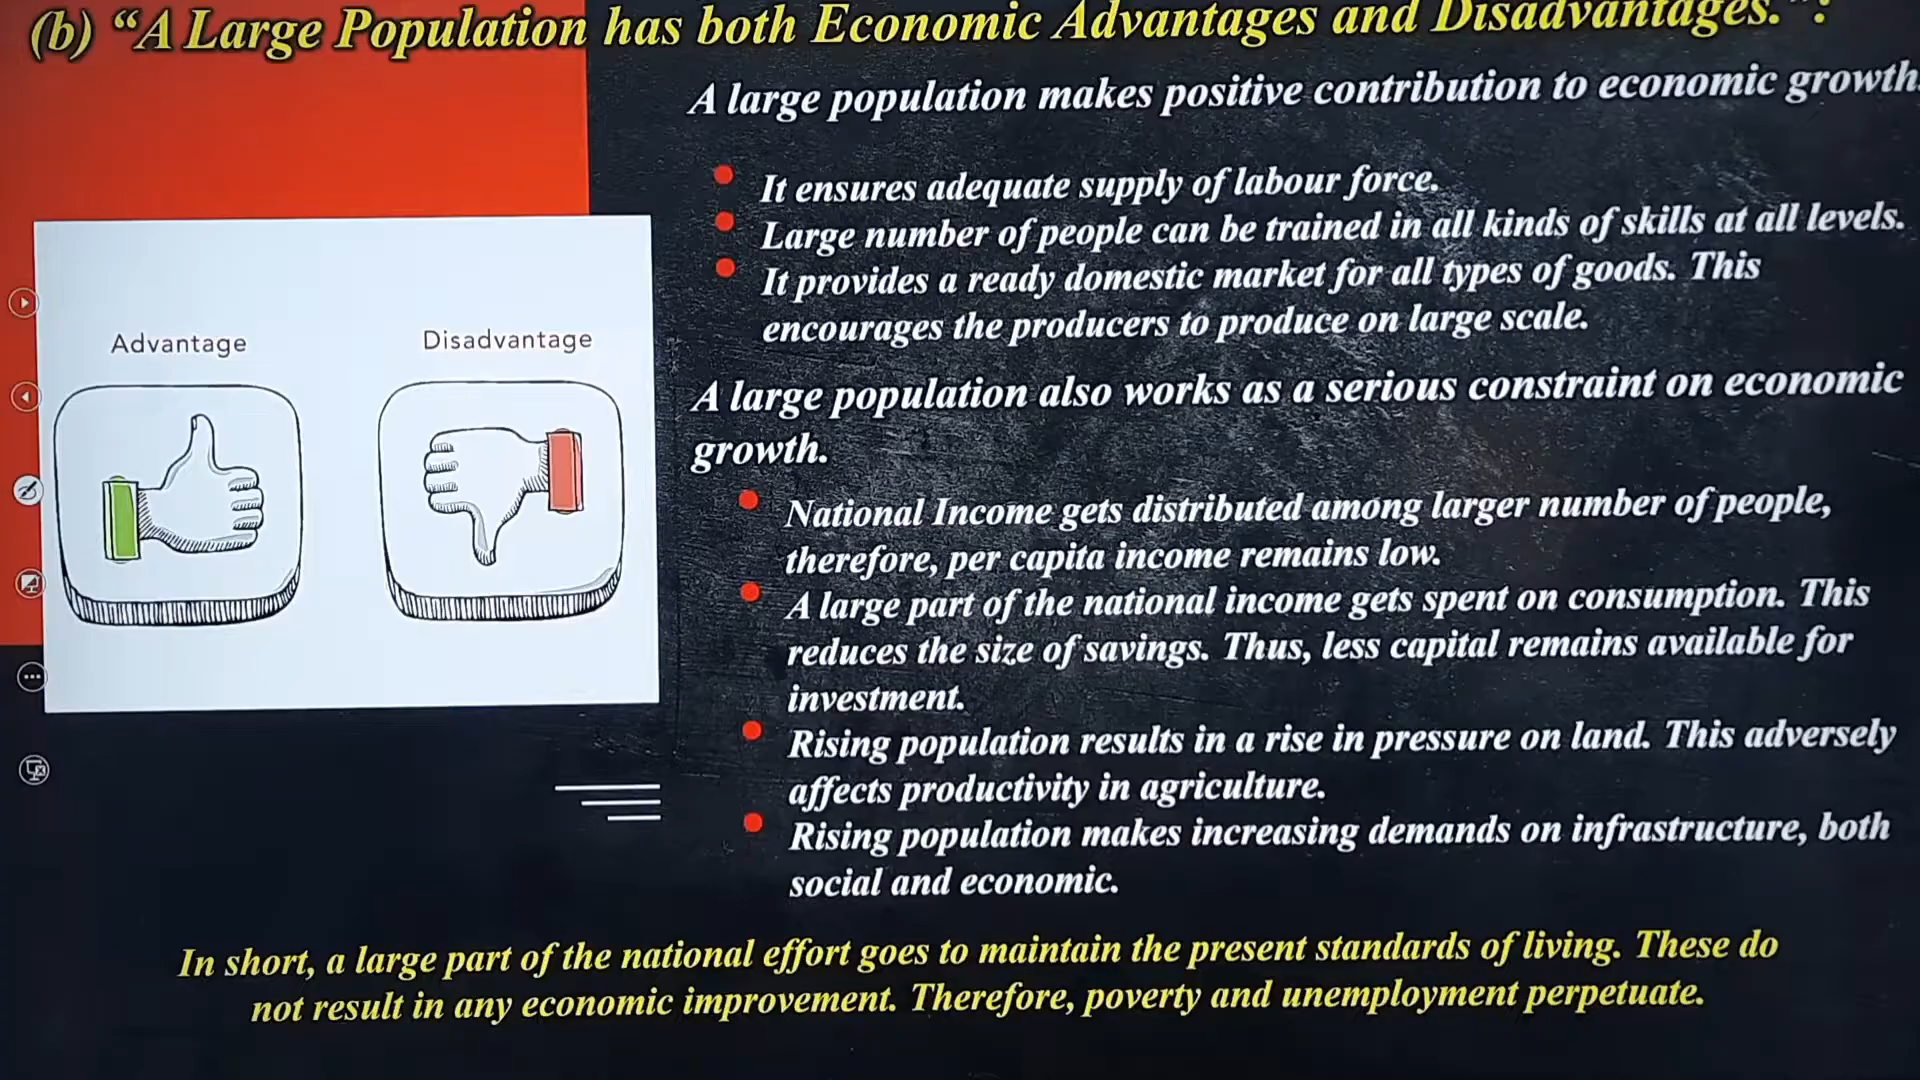 (b) “A Large Population has both Economic Advantages and Disadvantages.”:
A large population makes positive contribution to economic growth.
It ensures adequate supply of labour force.
Large number of people can be trained in all kinds of skills at all levels.
It provides a ready domestic market for all types of goods. This
encourages the producers to produce on large scale.
Advantage
Disadvantage
A large population also works as a serious constraint on economic
growth.
National Income gets distributed among larger number of people,
therefore, per capita income remains low.
A large part of the national income gets spent on consumption. This
reduces the size of savings. Thus, less capital remains available for
investment.
Rising population results in a rise in pressure on land. This adversely
affects productivity in agriculture.
Rising population makes increasing demands on infrastructure, both
social and economic.
In short, a large part of the national effort goes to maintain the present standards of living. These do
not result in any economic improvement. Therefore, poverty and unemployment perpetuate.